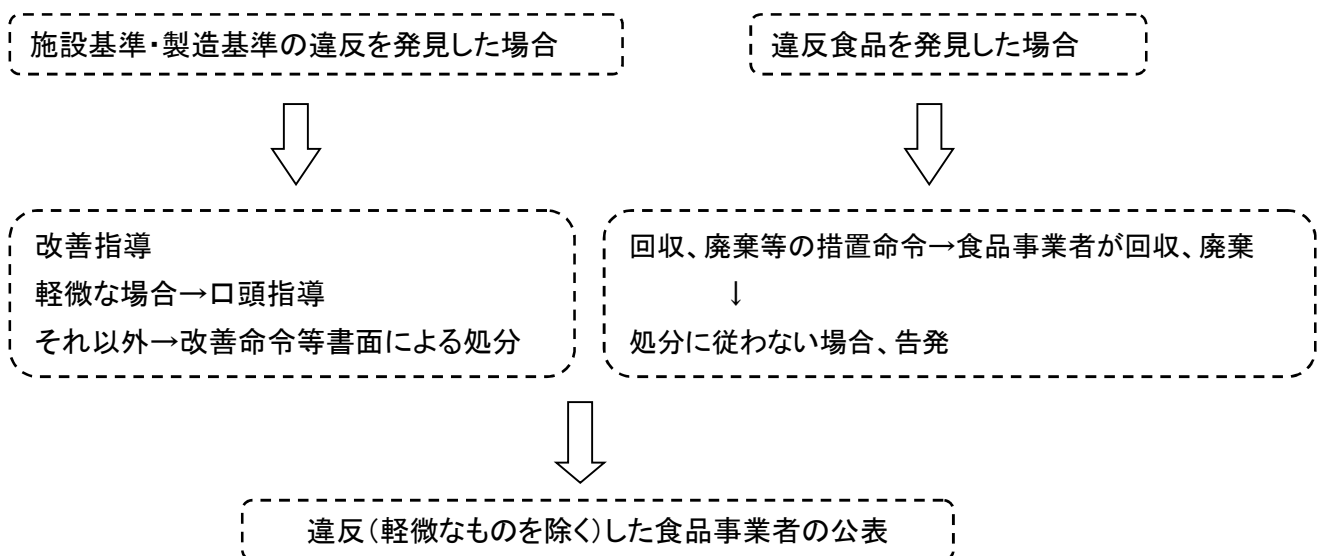 施設基準・製造基準の違反を発見した場合
違反食品を発見した場合
改善指導
軽微な場合→口頭指導
それ以外→改善命令等書面による処分
回収、廃棄等の措置命令→食品事業者が回収、廃棄
↓
処分に従わない場合、告発
違反（軽微なものを除く）した食品事業者の公表